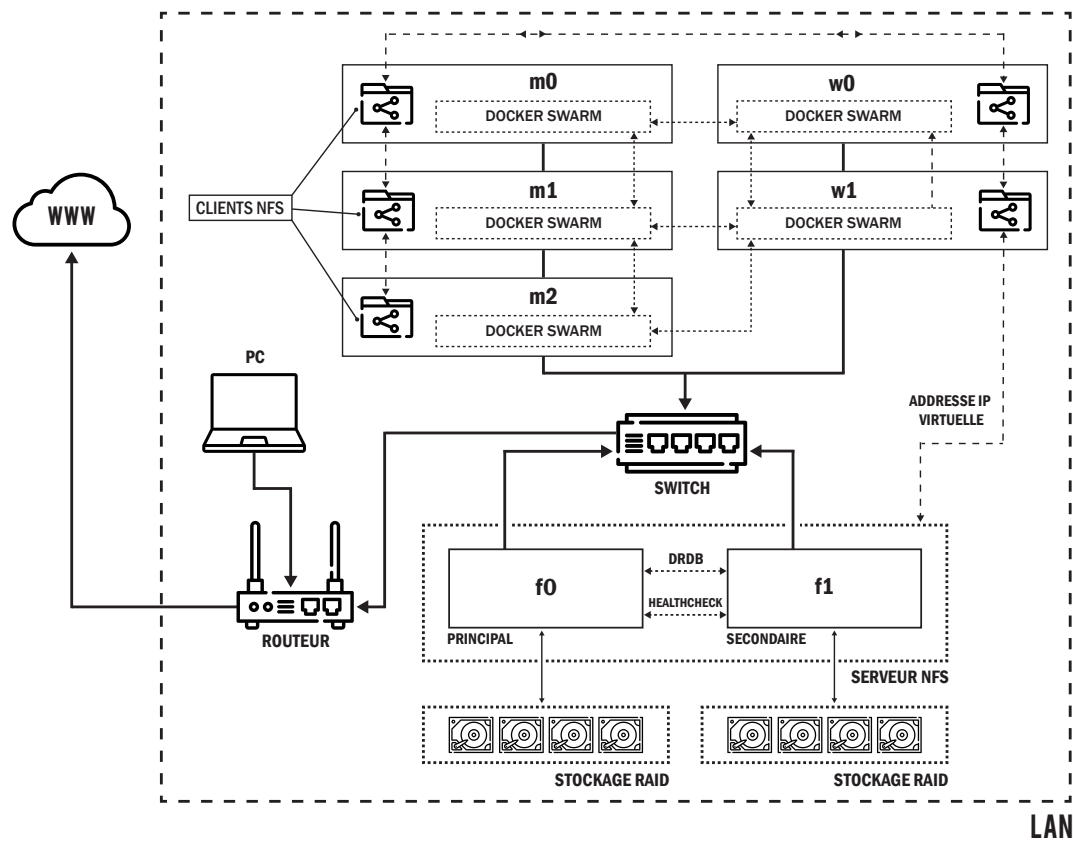 m0
DOCKER SWARM
w0
DOCKER SWARM
WWW
CLIENTS NFS
m1
DOCKER SWARM
w1
DOCKER SWARM
m2
DOCKER SWARM
PC
ADDRESSE IP
VIRTUELLE
SWITCH
ROUTEUR
f0
DRDB
HEALTHCHECK
f1
PRINCIPAL
SECONDAIRE
SERVEUR NFS
STOCKAGE RAID
STOCKAGE RAID
LAN